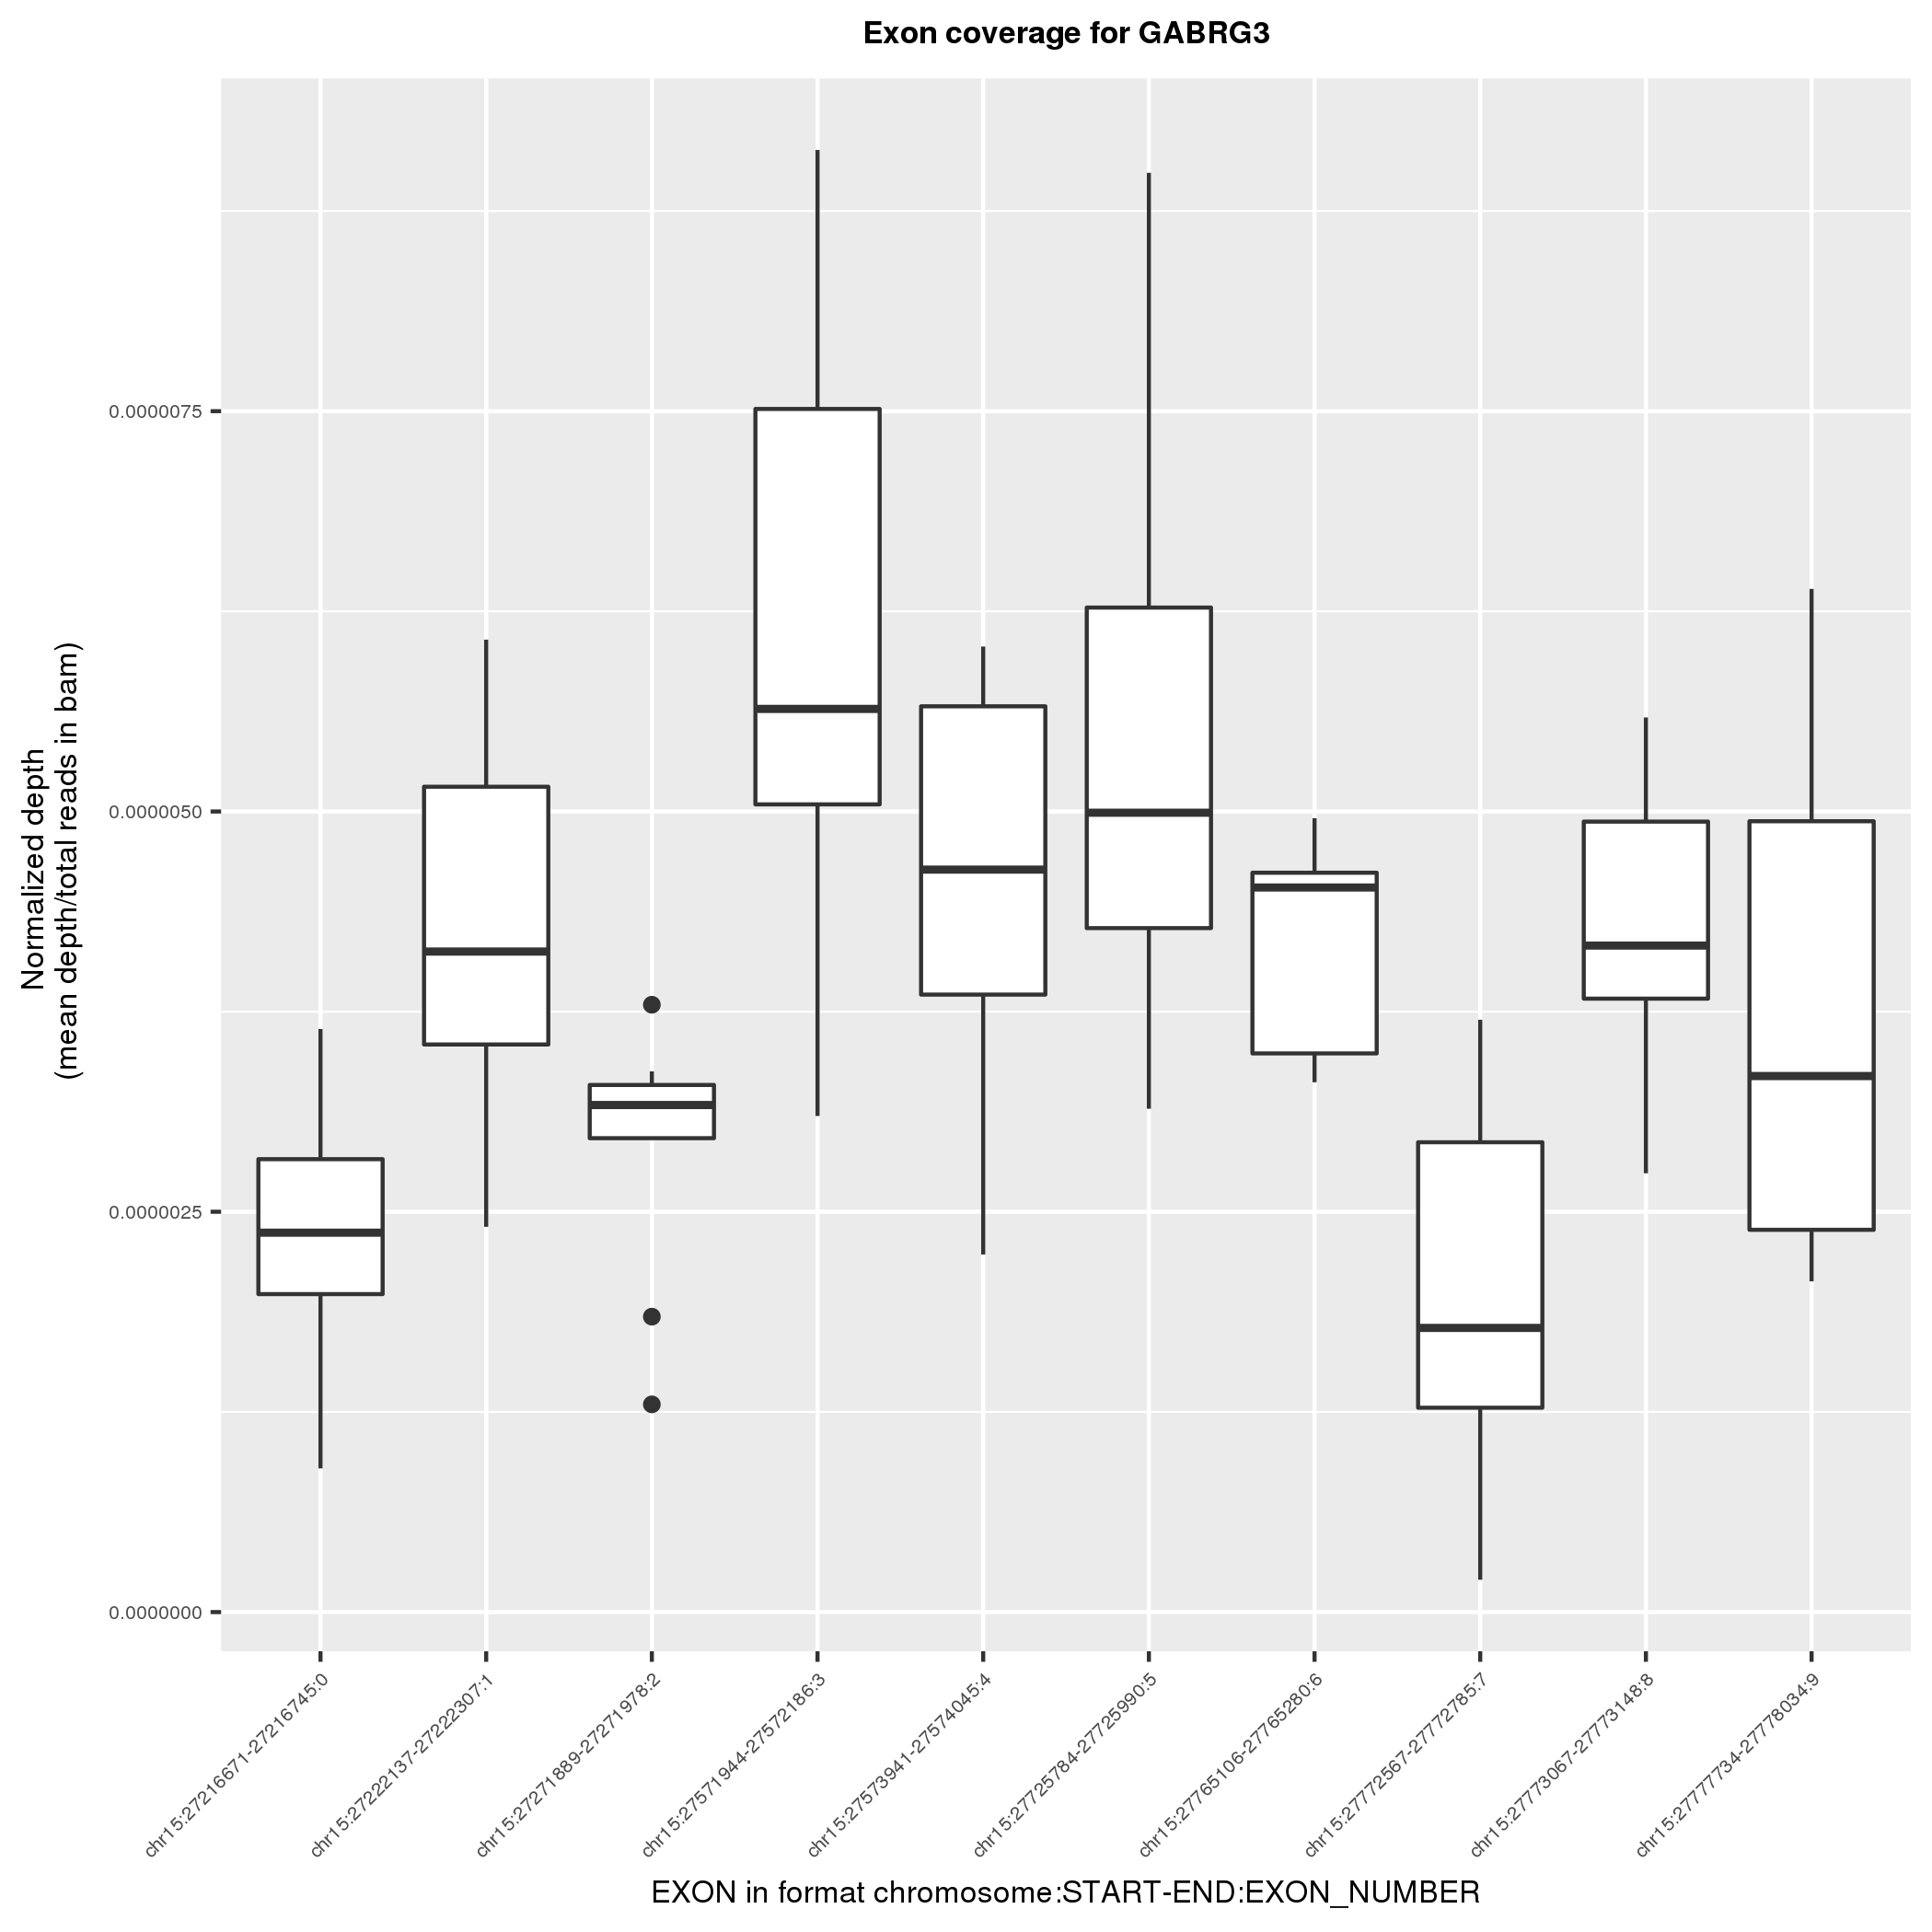 Exon coverage for GABRG3
Normalized depth
(mean depth/total reads in bam)
0.0000075
0.0000050
0.0000025
0.0000000
chr15:27216671-27216745:0
chr15:27222137-27222307:1
chr15:27271889-27271978:2
chr15:27571944-27572186:3
chr15:27573941-27574045:4
chr15:27725784-27725990:5
chr15:27765106-27765280:6
chr15:27772567-27772785:7
chr15:27773067-27773148:8
chr15:27777734-27778034:9
EXON in format chromosome:START-END:EXON_NUMBER